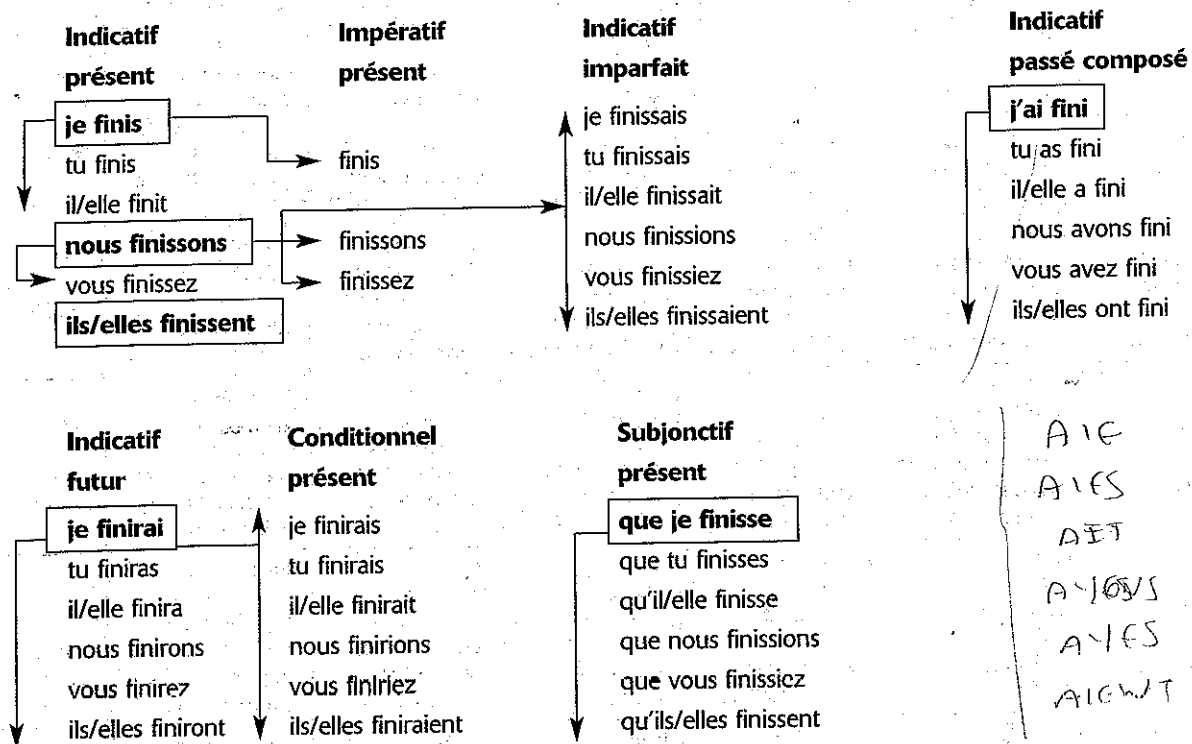 Indicatif
présent
je finis
tu finis
il/elle finit
nous finissons
vous finissez
ils/elles finissent
Impératif
présent
finis
finissons
finissez
Indicatif
imparfait
je finissais
tu finissais
il/elle finissait
nous finissions
vous finissiez
ils/elles finissaient
Indicatif
passé composé
j'ai fini
tu as fini
il/elle a fini
nous avons fini
vous avez fini
ils/elles ont fini
Indicatif
futur
je finirai
tu finiras
il/elle finira
nous finirons
vous finirez
ils/elles finiront
Conditionnel
présent
je finirais
tu finirais
il/elle finirait
nous finirions
vous finiriez
ils/elles finiraient
Subjonctif
présent
que je finisse
que tu finisses
qu'il/elle finisse
que nous finissions
que vous finissiez
qu'ils/elles finissent
AIE
AIES
AIT
AYONS
AYES